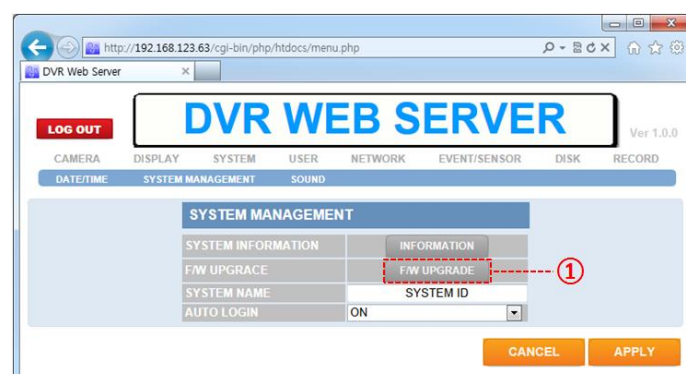 http://192.168.123.63/cgi-bin/php/htdocs/menu.php
DVR Web Server
LOG OUT
DVR WEB SERVER
Ver 1.0.0
CAMERA DISPLAY SYSTEM USER NETWORK EVENT/SENSOR DISK RECORD
DATE/TIME SYSTEM MANAGEMENT SOUND
SYSTEM MANAGEMENT
SYSTEM INFORMATION INFORMATION
F/W UPGRACE F/W UPGRADE ①
SYSTEM NAME SYSTEM ID
AUTO LOGIN ON
CANCEL APPLY